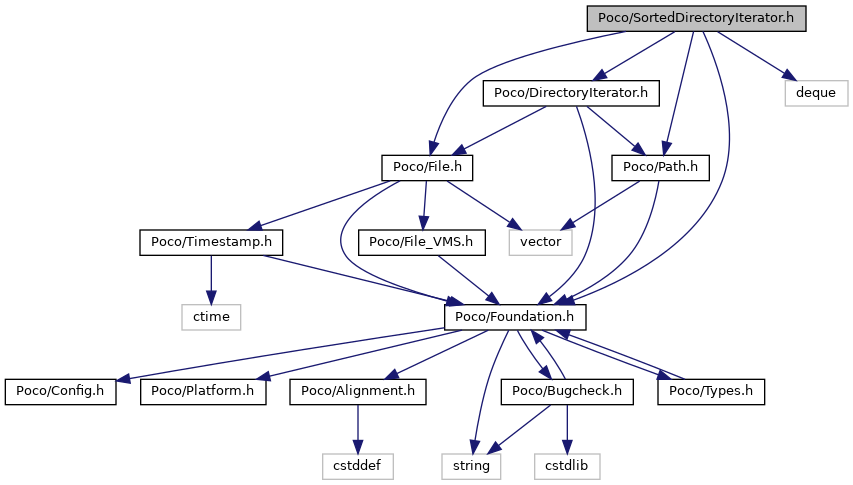 Poco/SortedDirectoryIterator.h
Poco/DirectoryIterator.h
deque
Poco/File.h
Poco/Path.h
Poco/Timestamp.h
Poco/File_VMS.h
vector
ctime
Poco/Foundation.h
Poco/Config.h
Poco/Platform.h
Poco/Alignment.h
Poco/Bugcheck.h
Poco/Types.h
cstddef
string
cstdlib